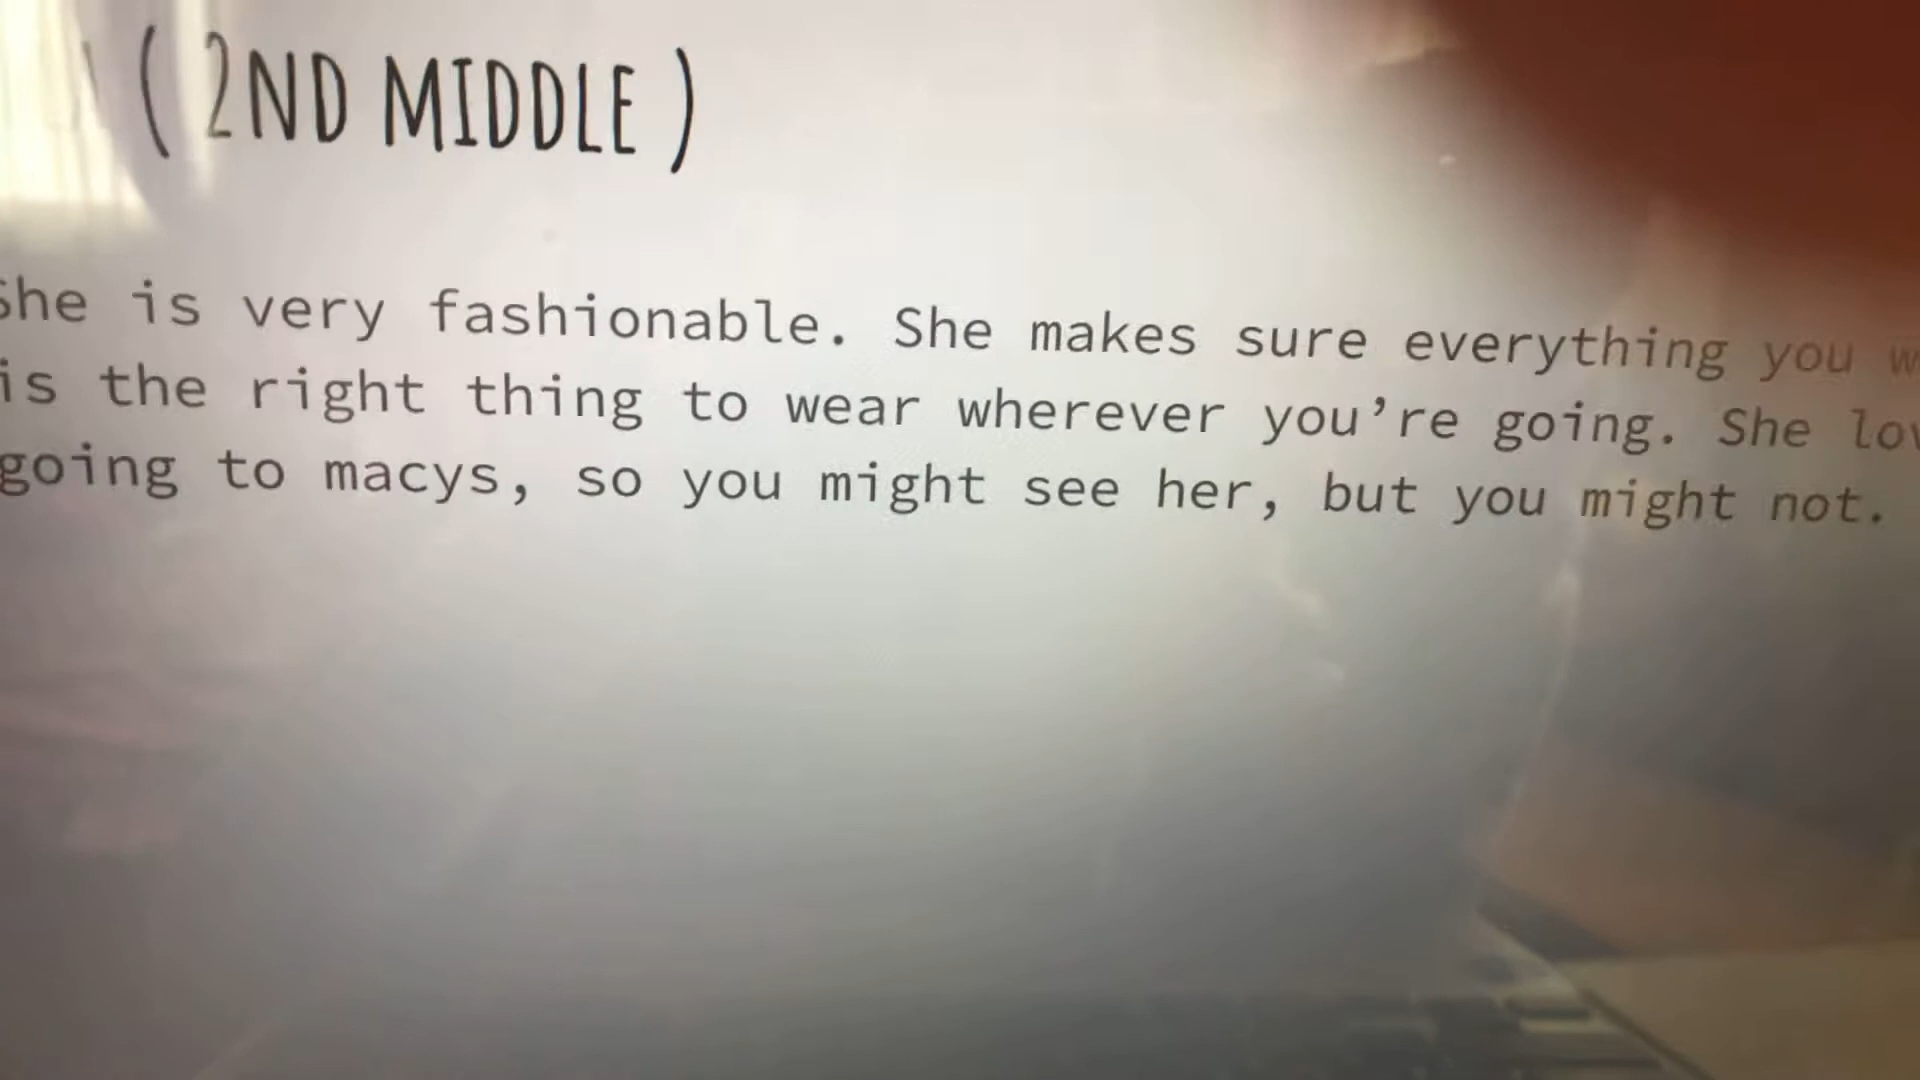 ( 2ND MIDDLE )
She is very fashionable. She makes sure everything you
is the right thing to wear wherever you’re going. She
going to macys, so you might see her, but you might not.